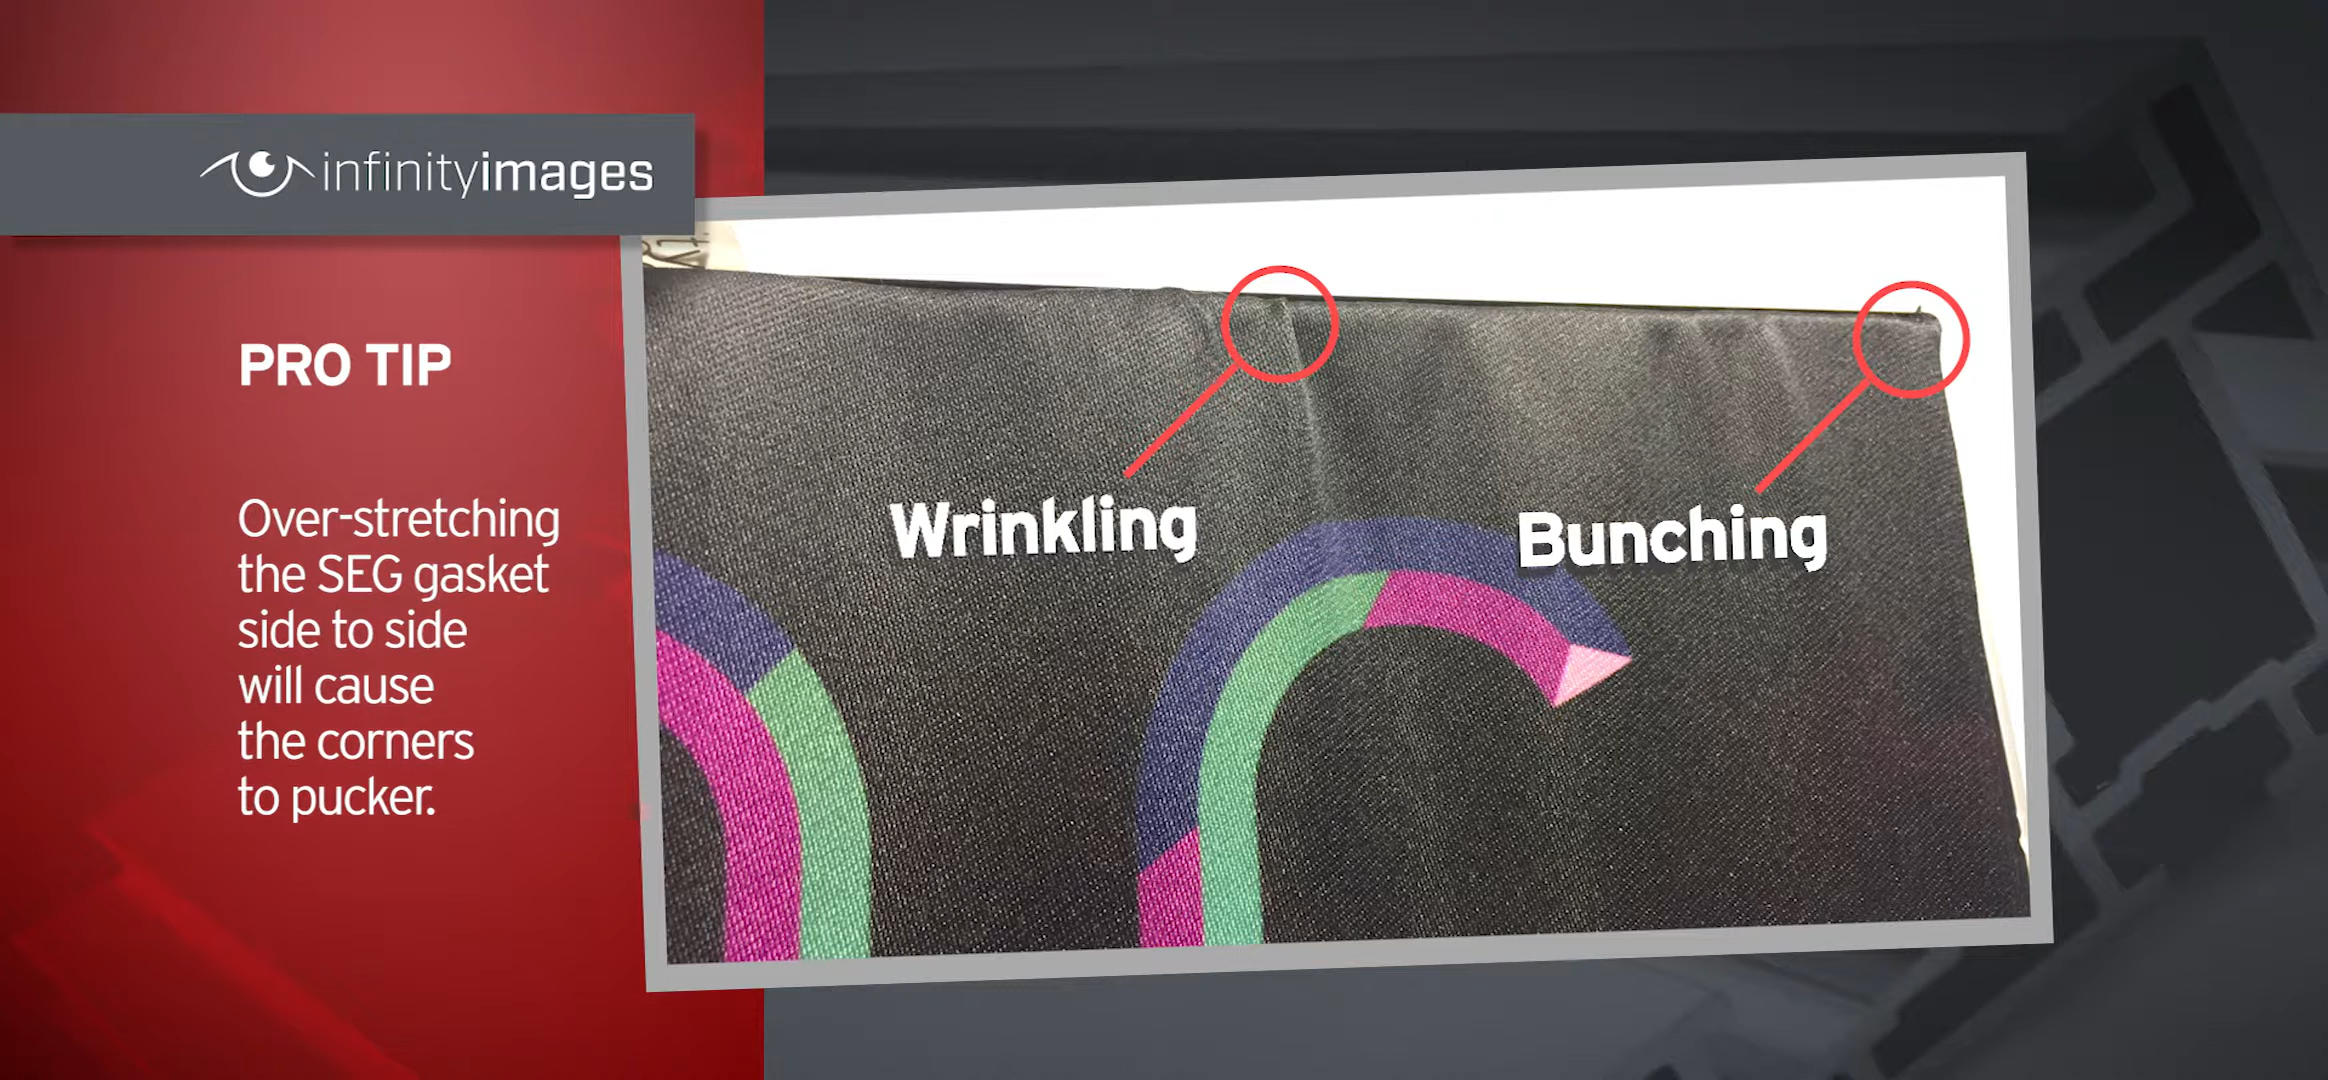 infinityimages
PRO TIP
Over-stretching
the SEG gasket
side to side
will cause
the corners
to pucker.
Wrinkling
Bunching